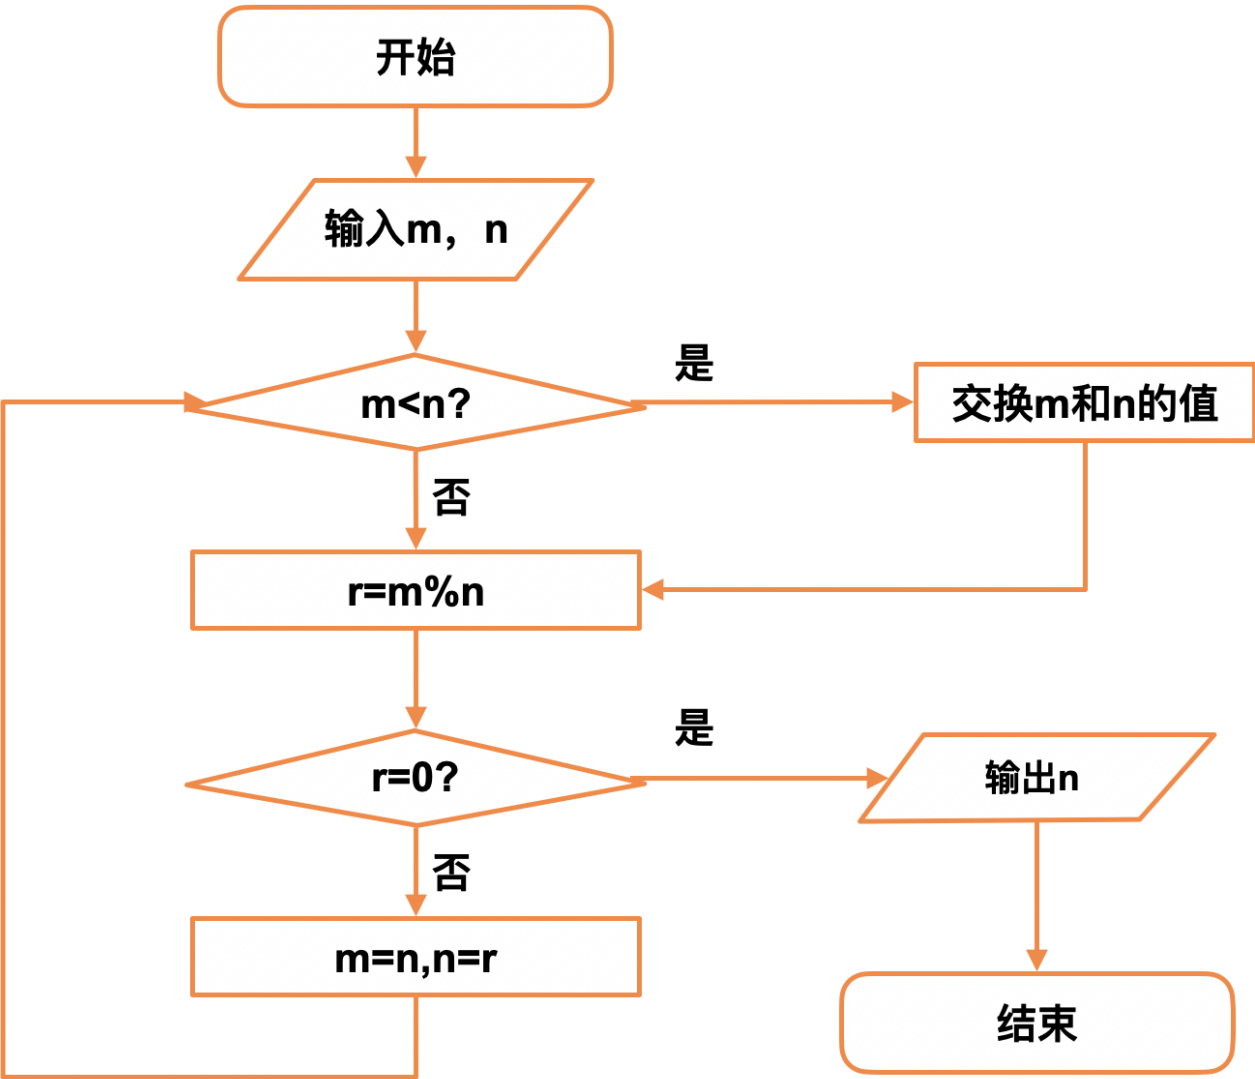 开始
输入m，n
m<n?
是
交换m和n的值
否
r=m%n
r=0?
是
输出n
否
m=n,n=r
结束